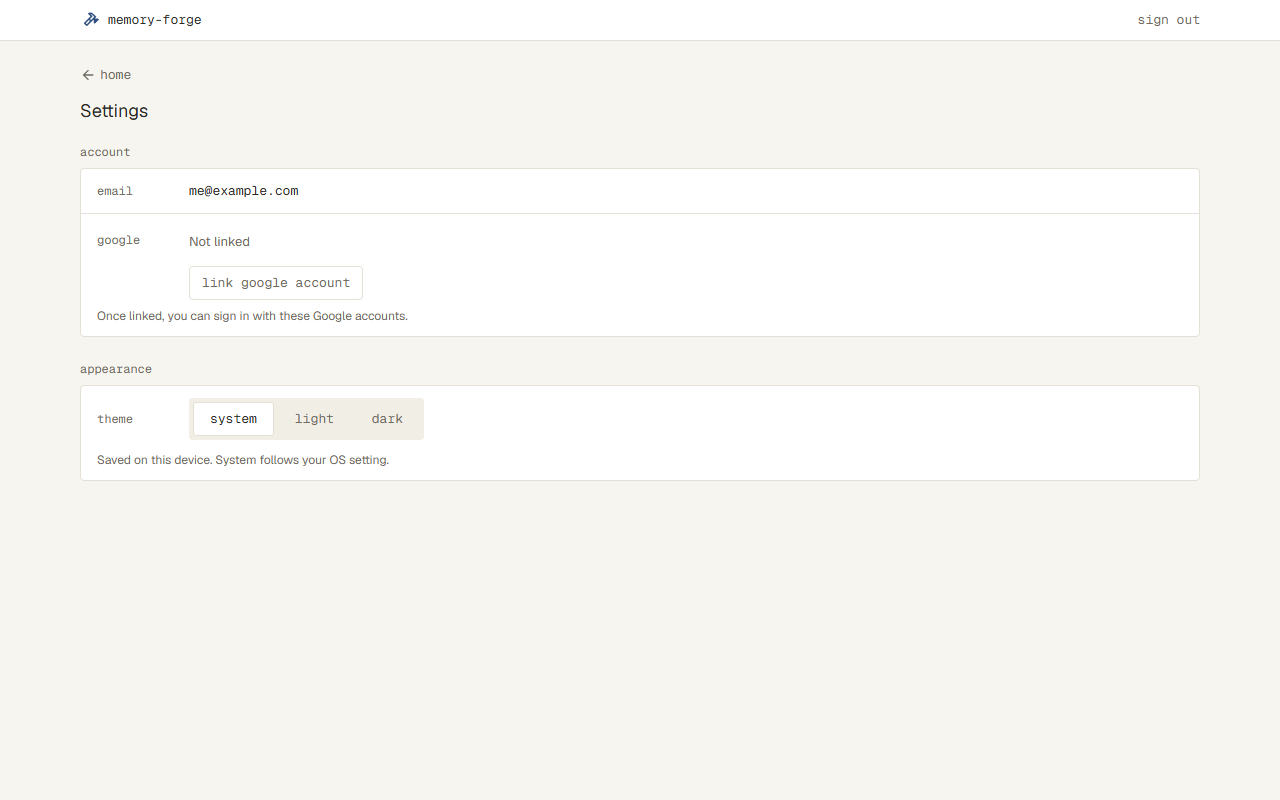 memory-forge
sign out
home
Settings
account
email me@example.com
google Not linked
link google account
Once linked, you can sign in with these Google accounts.
appearance
theme system light dark
Saved on this device. System follows your OS setting.